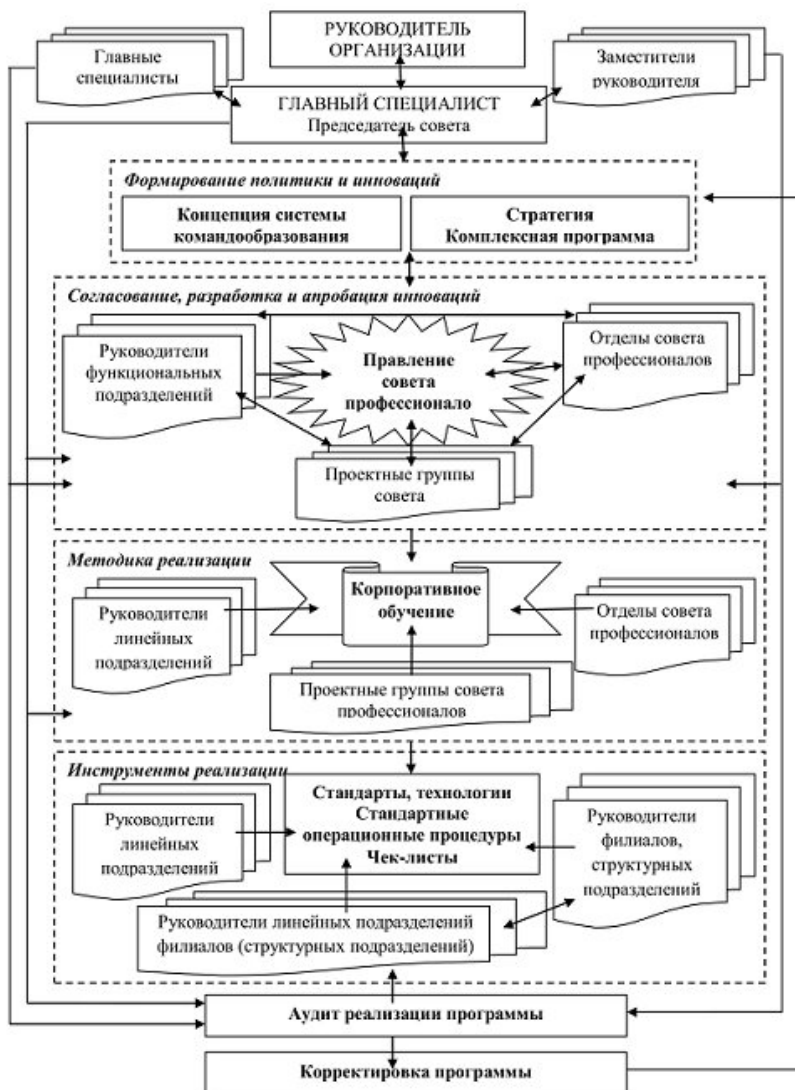 РУКОВОДИТЕЛЬ
ОРГАНИЗАЦИИ
Главные
специалисты
Заместители
руководителя
ГЛАВНЫЙ СПЕЦИАЛИСТ
Председатель совета
Формирование политики и инноваций
Концепция системы
командообразования
Стратегия
Комплексная программа
Согласование, разработка и апробация инноваций
Руководители
функциональных
подразделений
Правление
совета
профессионало
Отделы совета
профессионалов
Проектные группы
совета
Методика реализации
Руководители
линейных
подразделений
Корпоративное
обучение
Отделы совета
профессионалов
Проектные группы совета
профессионалов
Инструменты реализации
Руководители
линейных
подразделений
Стандарты, технологии
Стандартные
операционные процедуры
Чек-листы
Руководители
филиалов,
структурных
подразделений
Руководители линейных подразделений
филиалов (структурных подразделений)
Аудит реализации программы
Корректировка программы